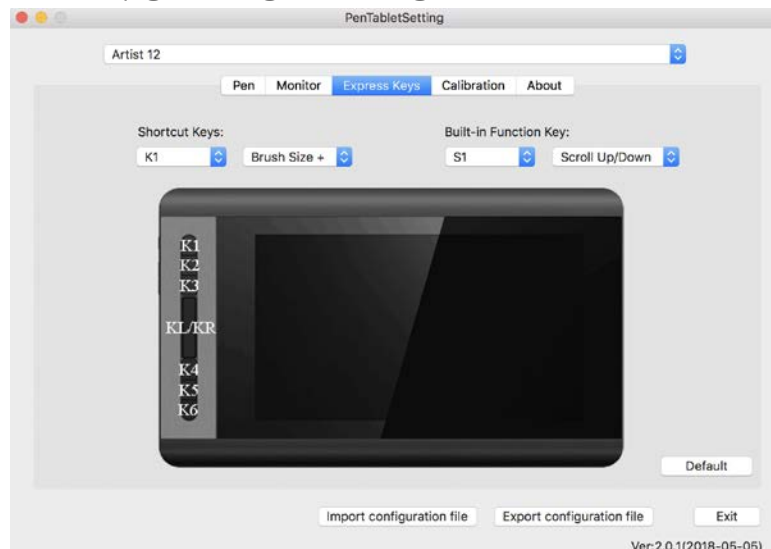 PenTabletSetting
Artist 12
Pen Monitor Express Keys Calibration About
Shortcut Keys: Built-in Function Key:
K1 Brush Size + S1 Scroll Up/Down
K1
K2
K3
KL/KR
K4
K5
K6
Default
Import configuration file Export configuration file Exit
Ver:2.0.1(2018-05-05)